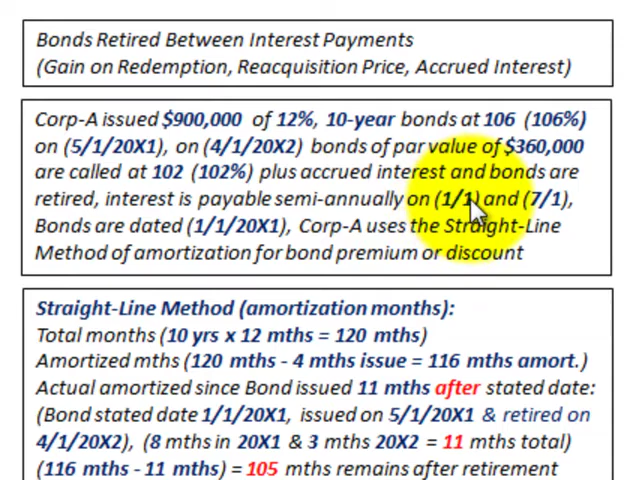 Bonds Retired Between Interest Payments
(Gain on Redemption, Reacquisition Price, Accrued Interest)
Corp-A issued $900,000 of 12%, 10-year bonds at 106 (106%)
on (5/1/20X1), on (4/1/20X2) bonds of par value of $360,000
are called at 102 (102%) plus accrued interest and bonds are
retired, interest is payable semi-annually on (1/1) and (7/1),
Bonds are dated (1/1/20X1), Corp-A uses the Straight-Line
Method of amortization for bond premium or discount
Straight-Line Method (amortization months):
Total months (10 yrs x 12 mths = 120 mths)
Amortized mths (120 mths - 4 mths issue = 116 mths amort.)
Actual amortized since Bond issued 11 mths after stated date:
(Bond stated date 1/1/20X1, issued on 5/1/20X1 & retired on
4/1/20X2), (8 mths in 20X1 & 3 mths 20X2 = 11 mths total)
(116 mths - 11 mths) = 105 mths remains after retirement